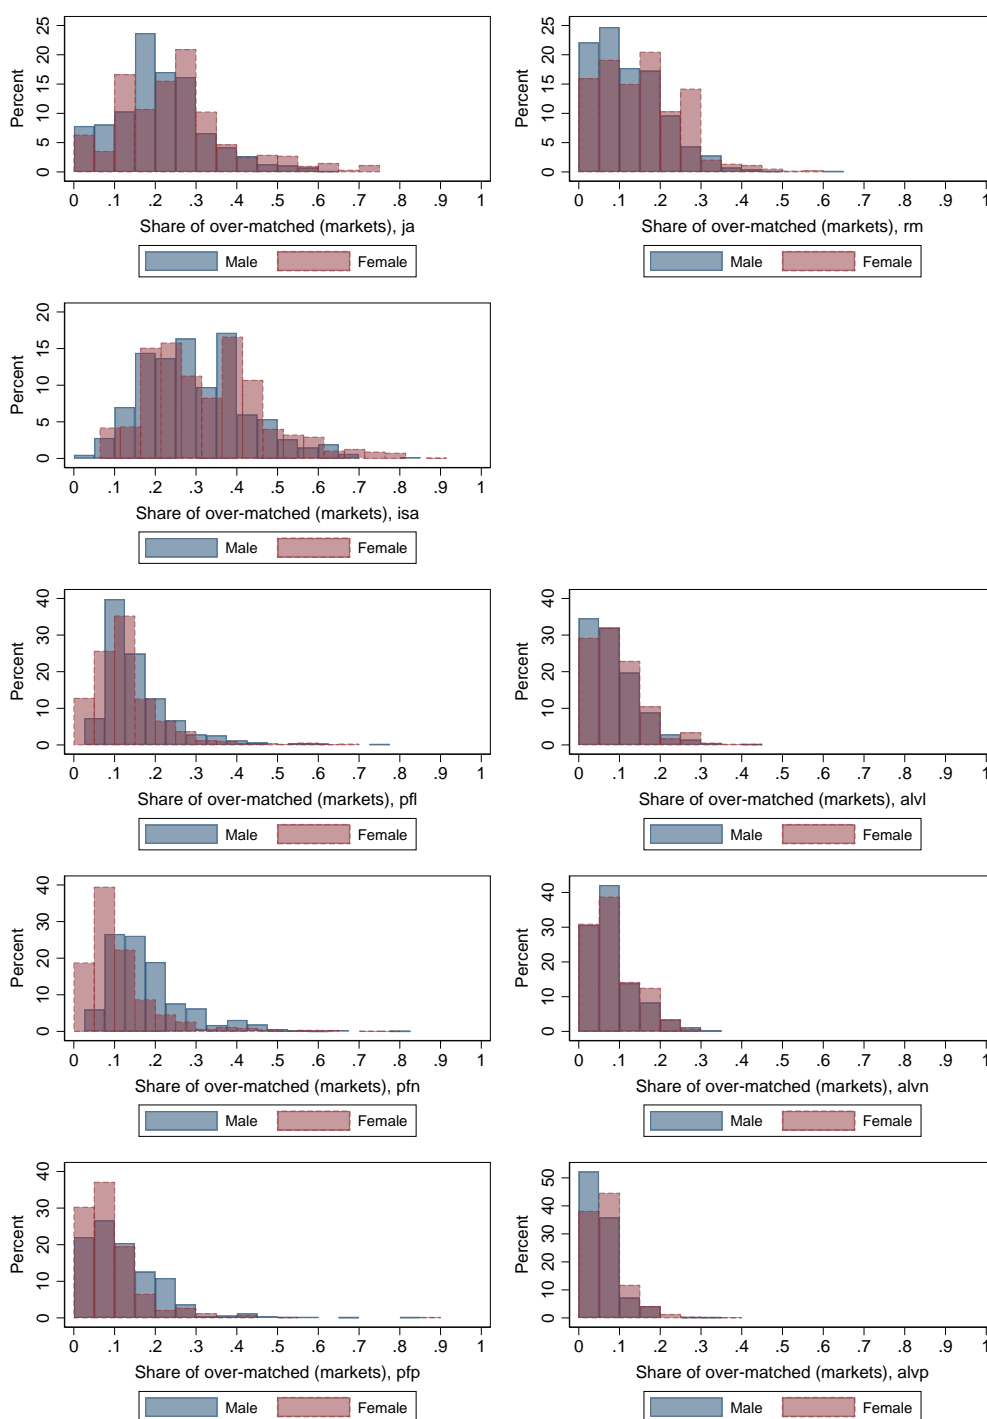 25
20
15
10
5
0
Percent
0 .1 .2 .3 .4 .5 .6 .7 .8 .9 1
Share of over-matched (markets), ja
Male Female
25
20
15
10
5
0
Percent
0 .1 .2 .3 .4 .5 .6 .7 .8 .9 1
Share of over-matched (markets), rm
Male Female
20
15
10
5
0
Percent
0 .1 .2 .3 .4 .5 .6 .7 .8 .9 1
Share of over-matched (markets), isa
Male Female
40
30
20
10
0
Percent
0 .1 .2 .3 .4 .5 .6 .7 .8 .9 1
Share of over-matched (markets), pfl
Male Female
40
30
20
10
0
Percent
0 .1 .2 .3 .4 .5 .6 .7 .8 .9 1
Share of over-matched (markets), alvl
Male Female
40
30
20
10
0
Percent
0 .1 .2 .3 .4 .5 .6 .7 .8 .9 1
Share of over-matched (markets), pfn
Male Female
40
30
20
10
0
Percent
0 .1 .2 .3 .4 .5 .6 .7 .8 .9 1
Share of over-matched (markets), alvn
Male Female
40
30
20
10
0
Percent
0 .1 .2 .3 .4 .5 .6 .7 .8 .9 1
Share of over-matched (markets), pfp
Male Female
50
40
30
20
10
0
Percent
0 .1 .2 .3 .4 .5 .6 .7 .8 .9 1
Share of over-matched (markets), alvp
Male Female